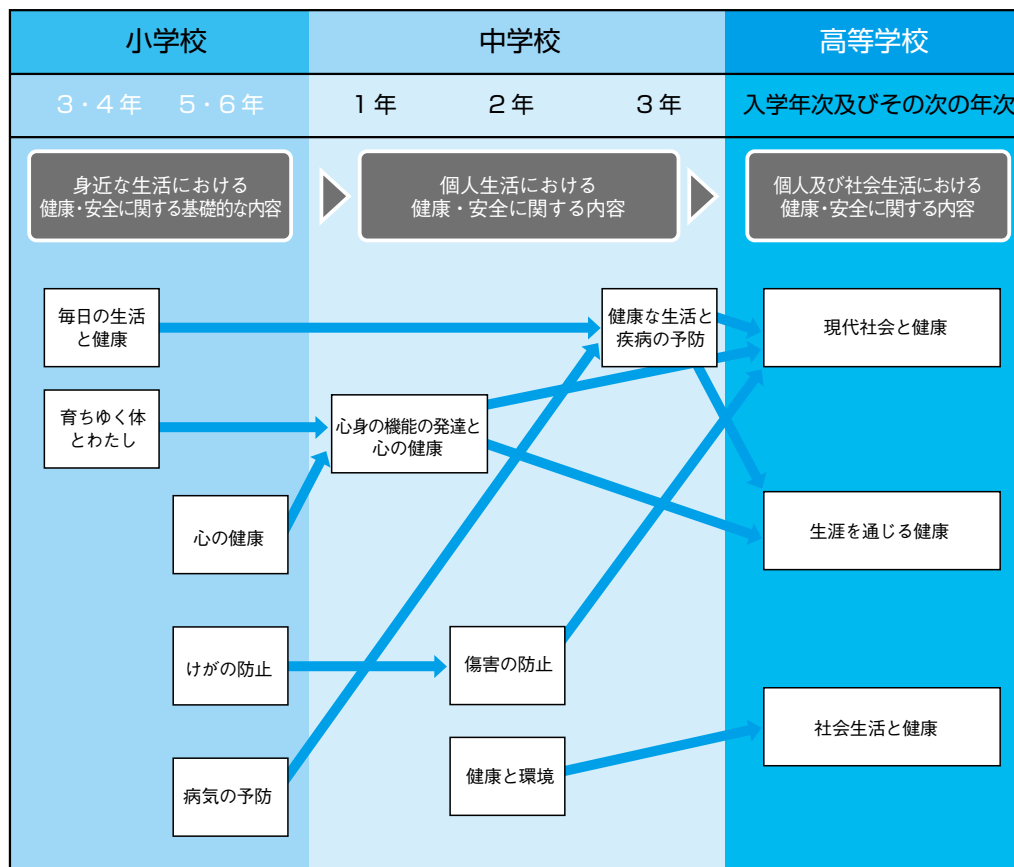 小学校
中学校
高等学校
3・4年
5・6年
1年
2年
3年
入学年次及びその次の年次
身近な生活における
健康・安全に関する基礎的な内容
個人生活における
健康・安全に関する内容
個人及び社会生活における
健康・安全に関する内容
毎日の生活
と健康
健康な生活と
疾病の予防
現代社会と健康
育ちゆく体
とわたし
心身の機能の発達と
心の健康
心の健康
生涯を通じる健康
けがの防止
傷害の防止
社会生活と健康
病気の予防
健康と環境